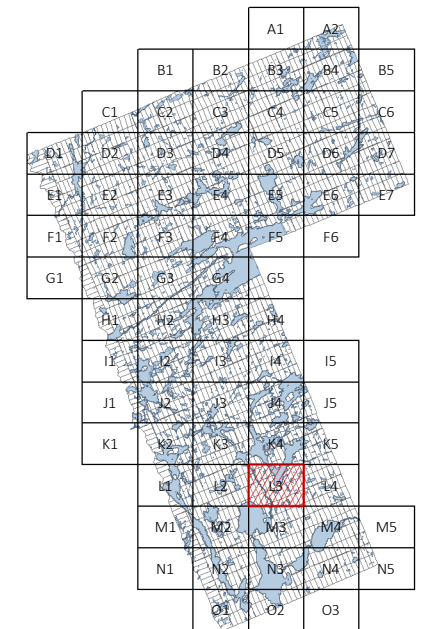 A1 A2
B1 B2 B3 B4 B5
C1 C2 C3 C4 C5 C6
D1 D2 D3 D4 D5 D6 D7
E1 E2 E3 E4 E5 E6 E7
F1 F2 F3 F4 F5 F6
G1 G2 G3 G4 G5
H1 H2 H3 H4
I1 I2 I3 I4 I5
J1 J2 J3 J4 J5
K1 K2 K3 K4 K5
L1 L2 L3 L4
M1 M2 M3 M4 M5
N1 N2 N3 N4 N5
O1 O2 O3